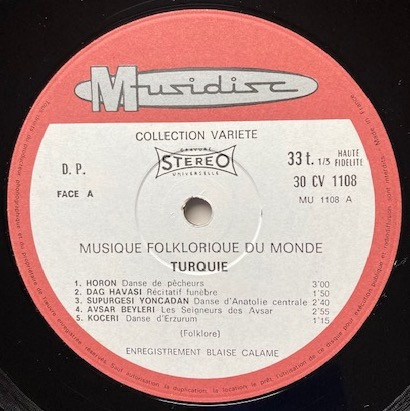 Musidisc
COLLECTION VARIETE
D. P.
GRAVURE
STEREO
UNIVERSELLE
33 t. 1/3 HAUTE FIDELITE
FACE A
30 CV 1108
MU 1108 A
MUSIQUE FOLKLORIQUE DU MONDE
TURQUIE
1. HORON Danse de pêcheurs 3'00
2. DAG HAVASI Récitatif funèbre 1'50
3. SUPURGESI YONCADAN Danse d'Anatolie centrale 2'40
4. AVSAR BEYLERI Les Seigneurs des Avsar 2'55
5. KOCERI Danse d'Erzurum 1'15
(Folklore)
ENREGISTREMENT BLAISE CALAME